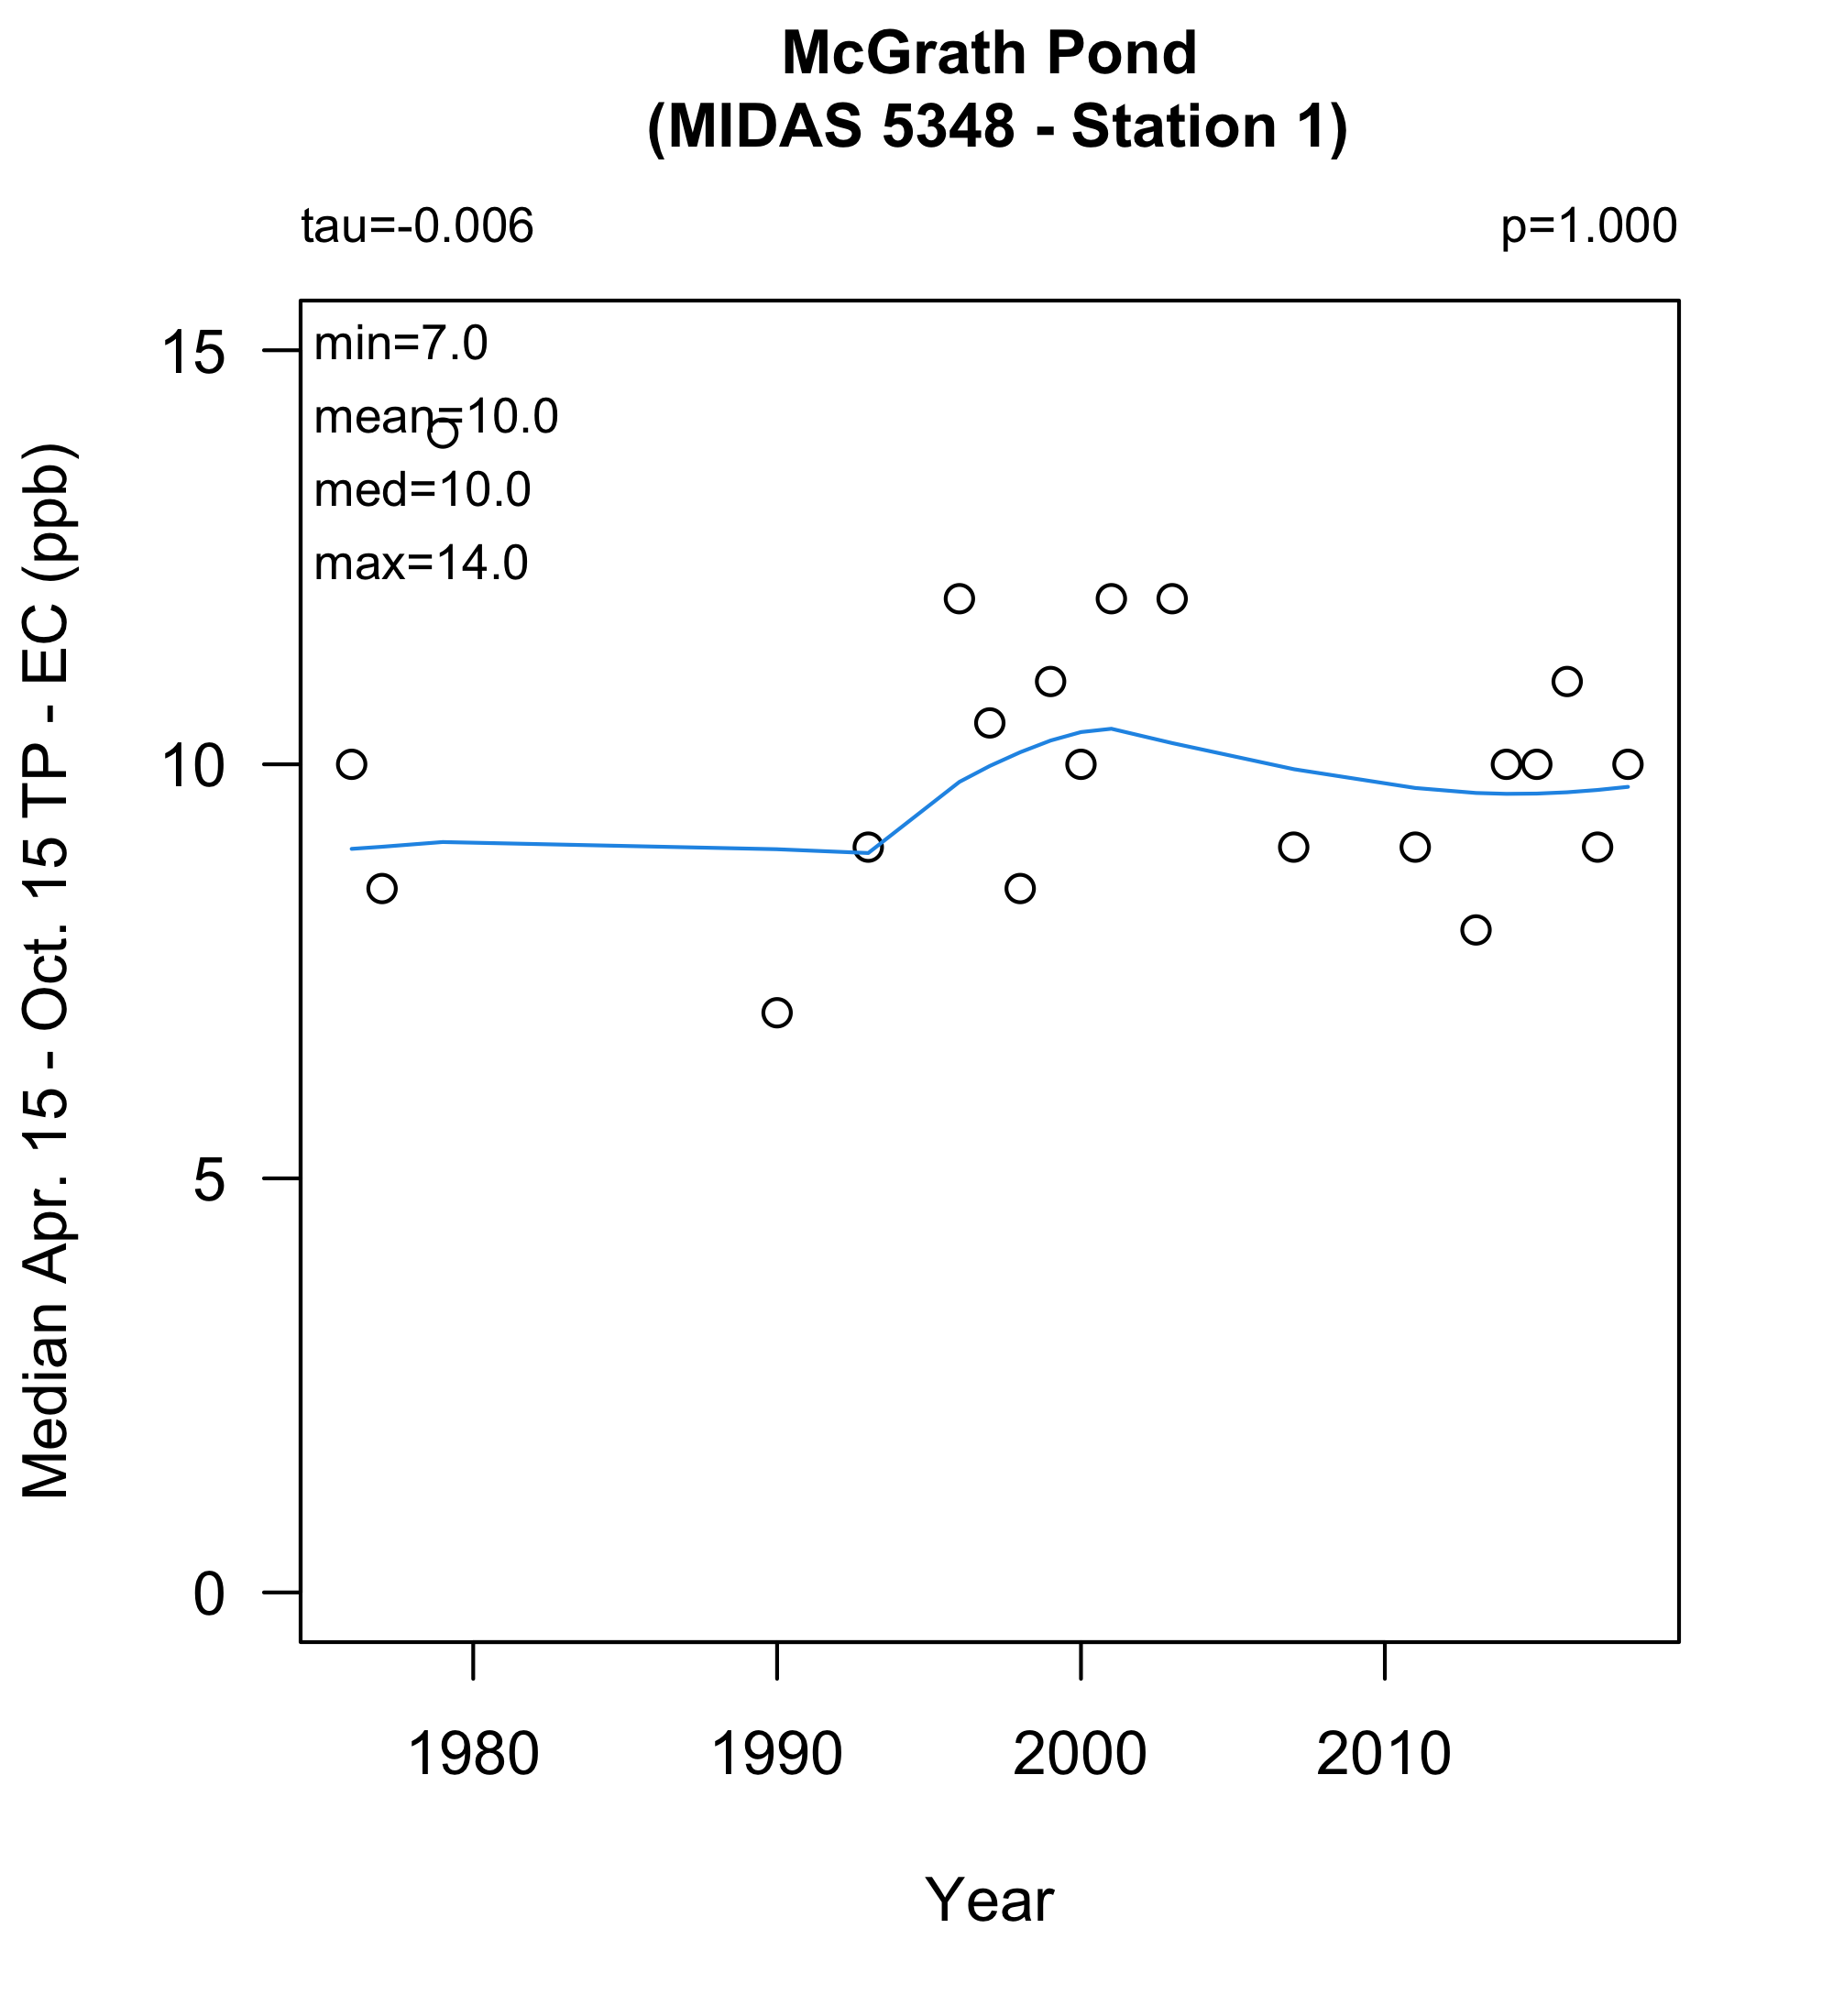 McGrath Pond
(MIDAS 5348 - Station 1)
tau=-0.006
p=1.000
min=7.0
mean=10.0
med=10.0
max=14.0
15
10
5
0
Median Apr. 15 - Oct. 15 TP - EC (ppb)
1980
1990
2000
2010
Year